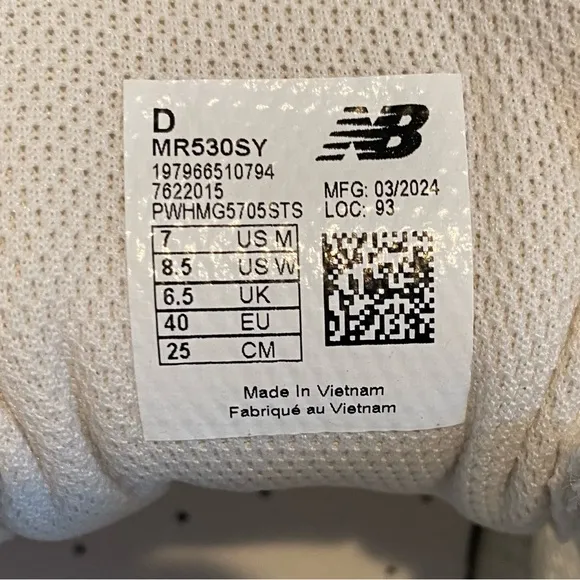 D
NB
MR530SY
197966510794
7622015
MFG: 03/2024
PWHMG5705STS
LOC: 93
7 US M
8.5 US W
6.5 UK
40 EU
25 CM
Made In Vietnam
Fabriqué au Vietnam